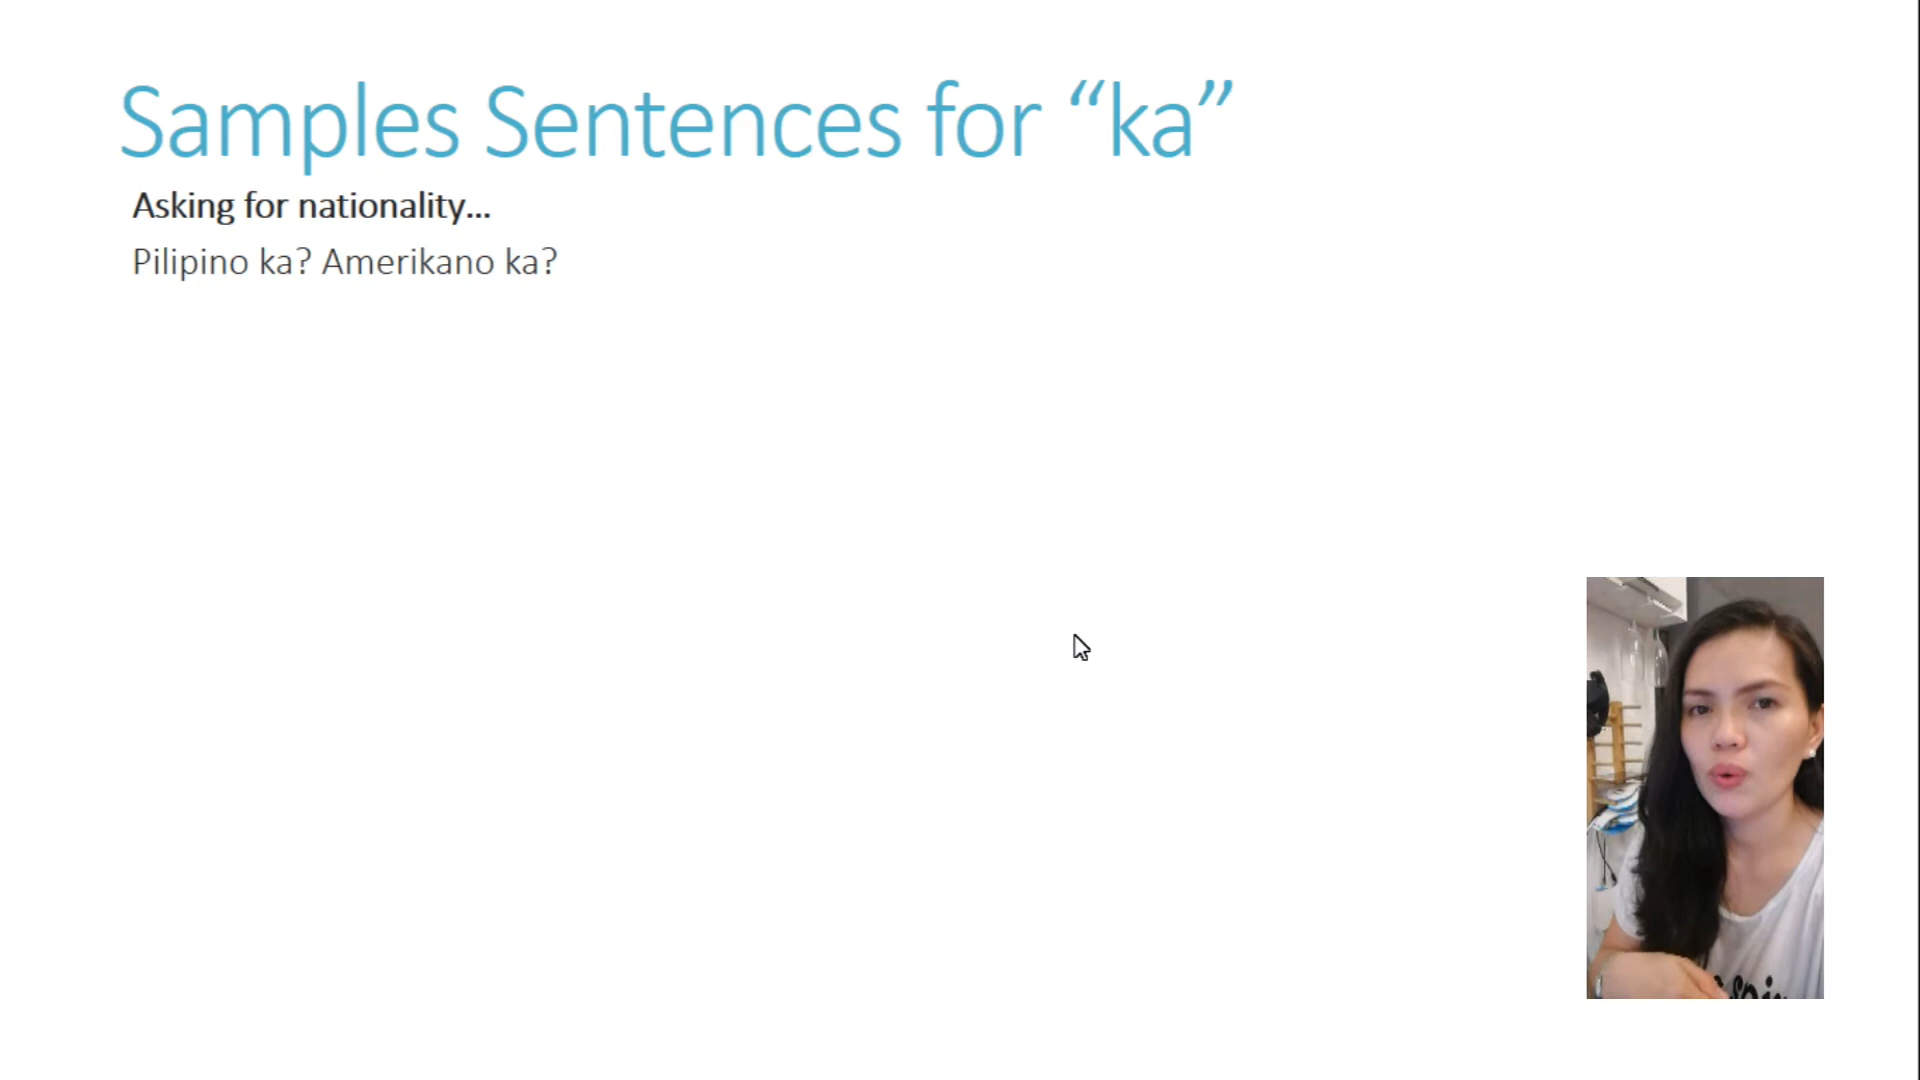 Samples Sentences for “ka”
Asking for nationality...
Pilipino ka? Amerikano ka?